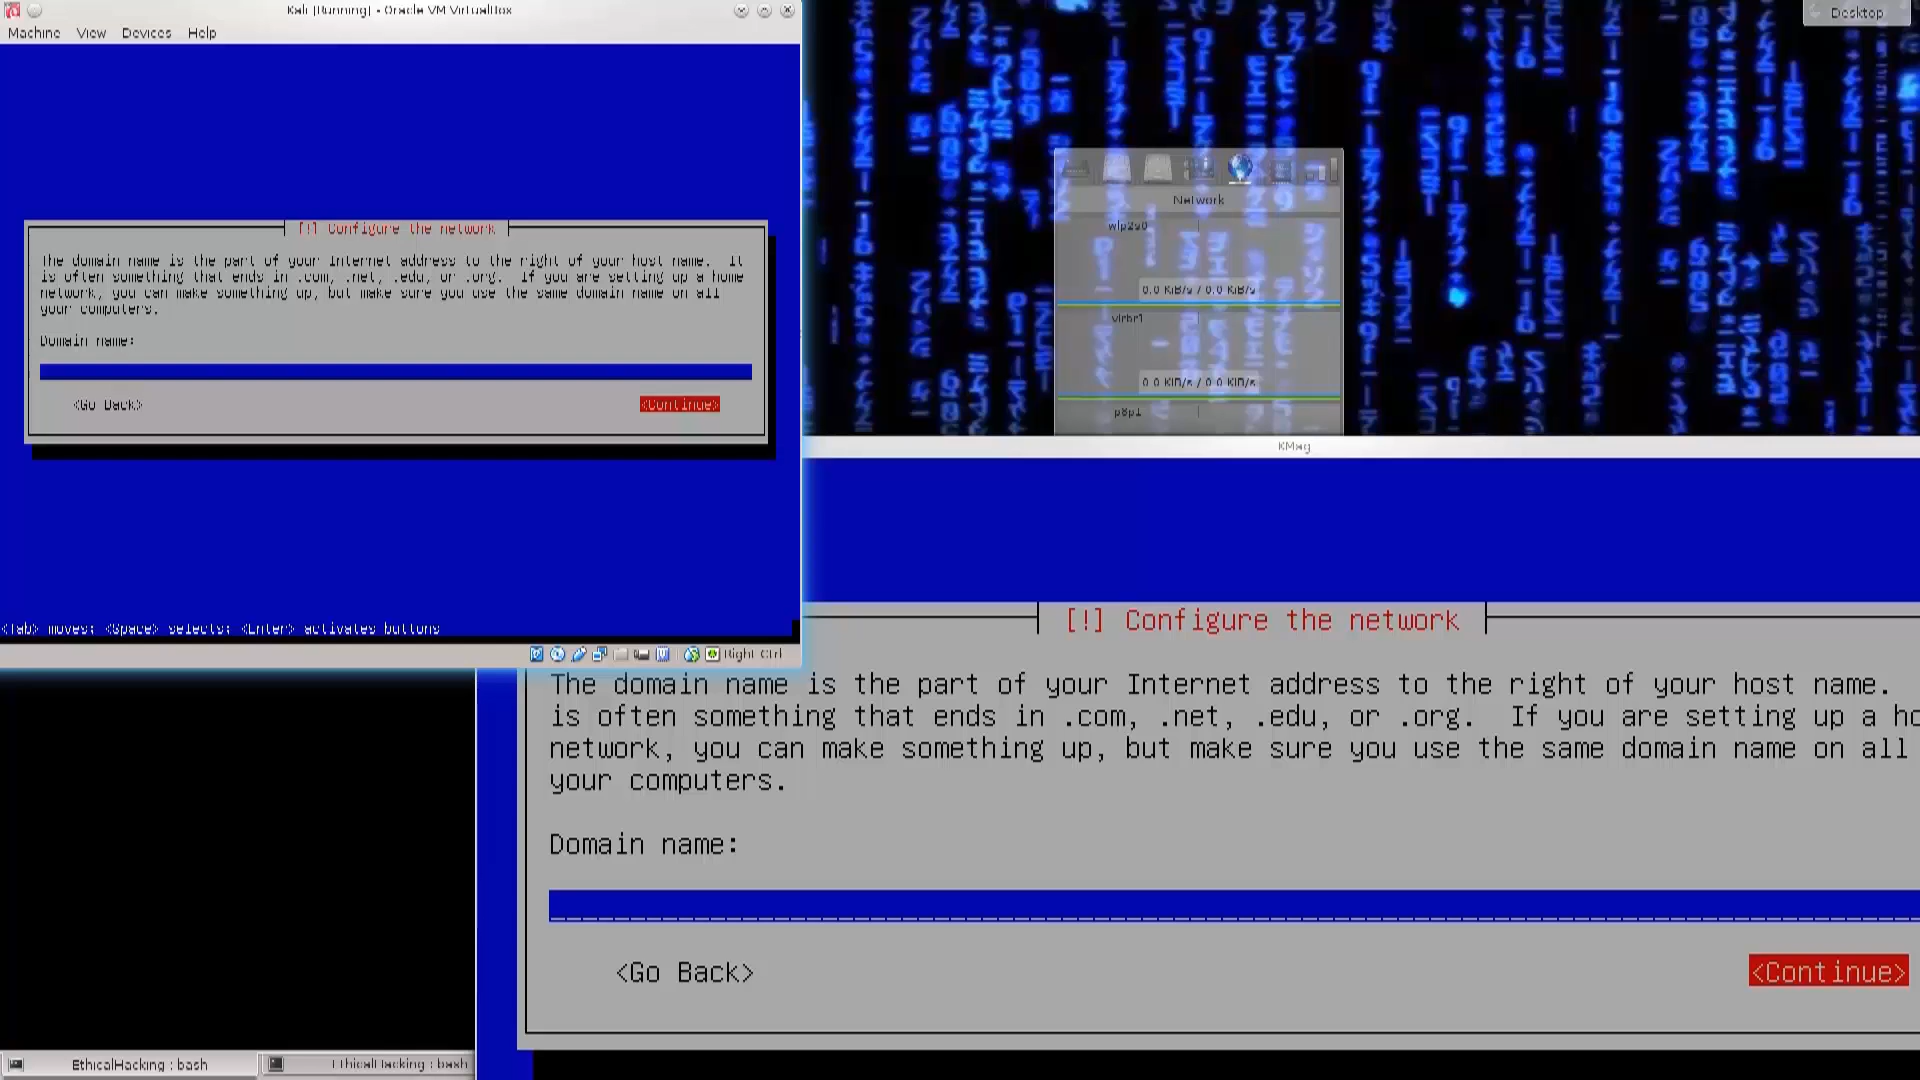 Kali [Running] - Oracle VM VirtualBox
Machine View Devices Help
[!] Configure the network
The domain name is the part of your Internet address to the right of your host name. It
is often something that ends in .com, .net, .edu, or .org. If you are setting up a home
network, you can make something up, but make sure you use the same domain name on all
your computers.
Domain name:
<Go Back>
<Continue>
<Tab> moves; <Space> selects; <Enter> activates buttons
Right Ctrl
Desktop
Network
wlp2s0
0.0 KiB/s / 0.0 KiB/s
virbr1
0.0 KiB/s / 0.0 KiB/s
p8p1
KMag
[!] Configure the network
The domain name is the part of your Internet address to the right of your host name.
is often something that ends in .com, .net, .edu, or .org. If you are setting up a ho
network, you can make something up, but make sure you use the same domain name on all
your computers.
Domain name:
<Go Back>
<Continue>
EthicalHacking : bash
EthicalHacking : bash